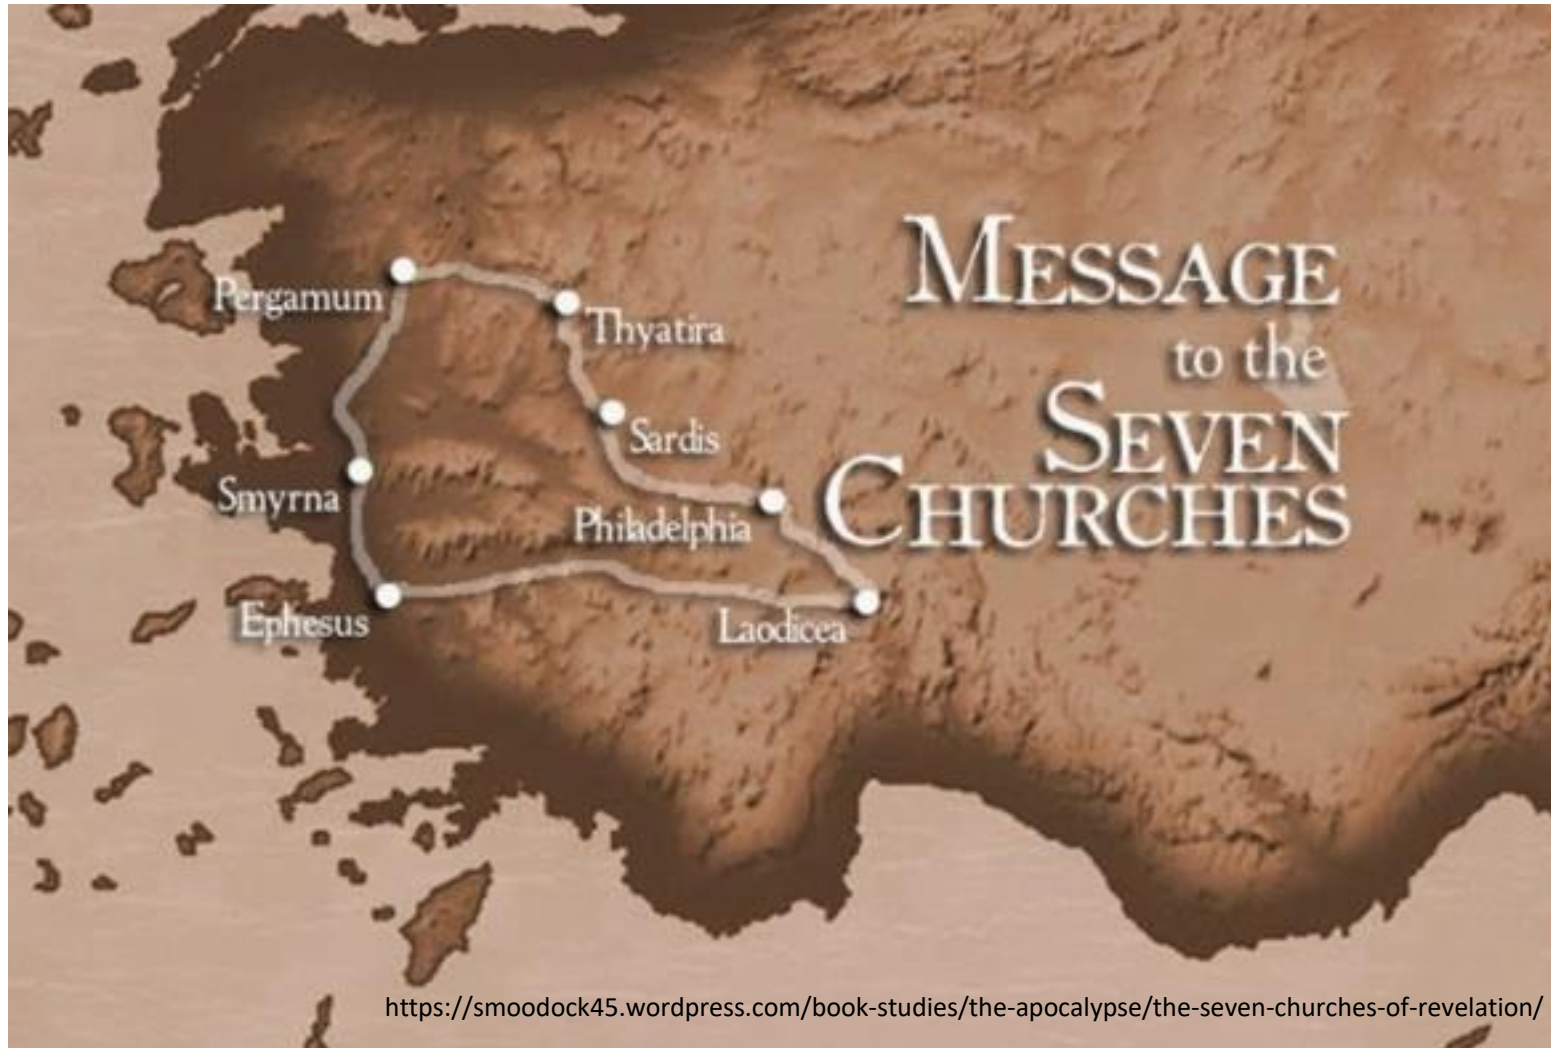 MESSAGE
to the
SEVEN
CHURCHES
Pergamum
Thyatira
Sardis
Smyrna
Philadelphia
Ephesus
Laodicea
https://smoodock45.wordpress.com/book-studies/the-apocalypse/the-seven-churches-of-revelation/